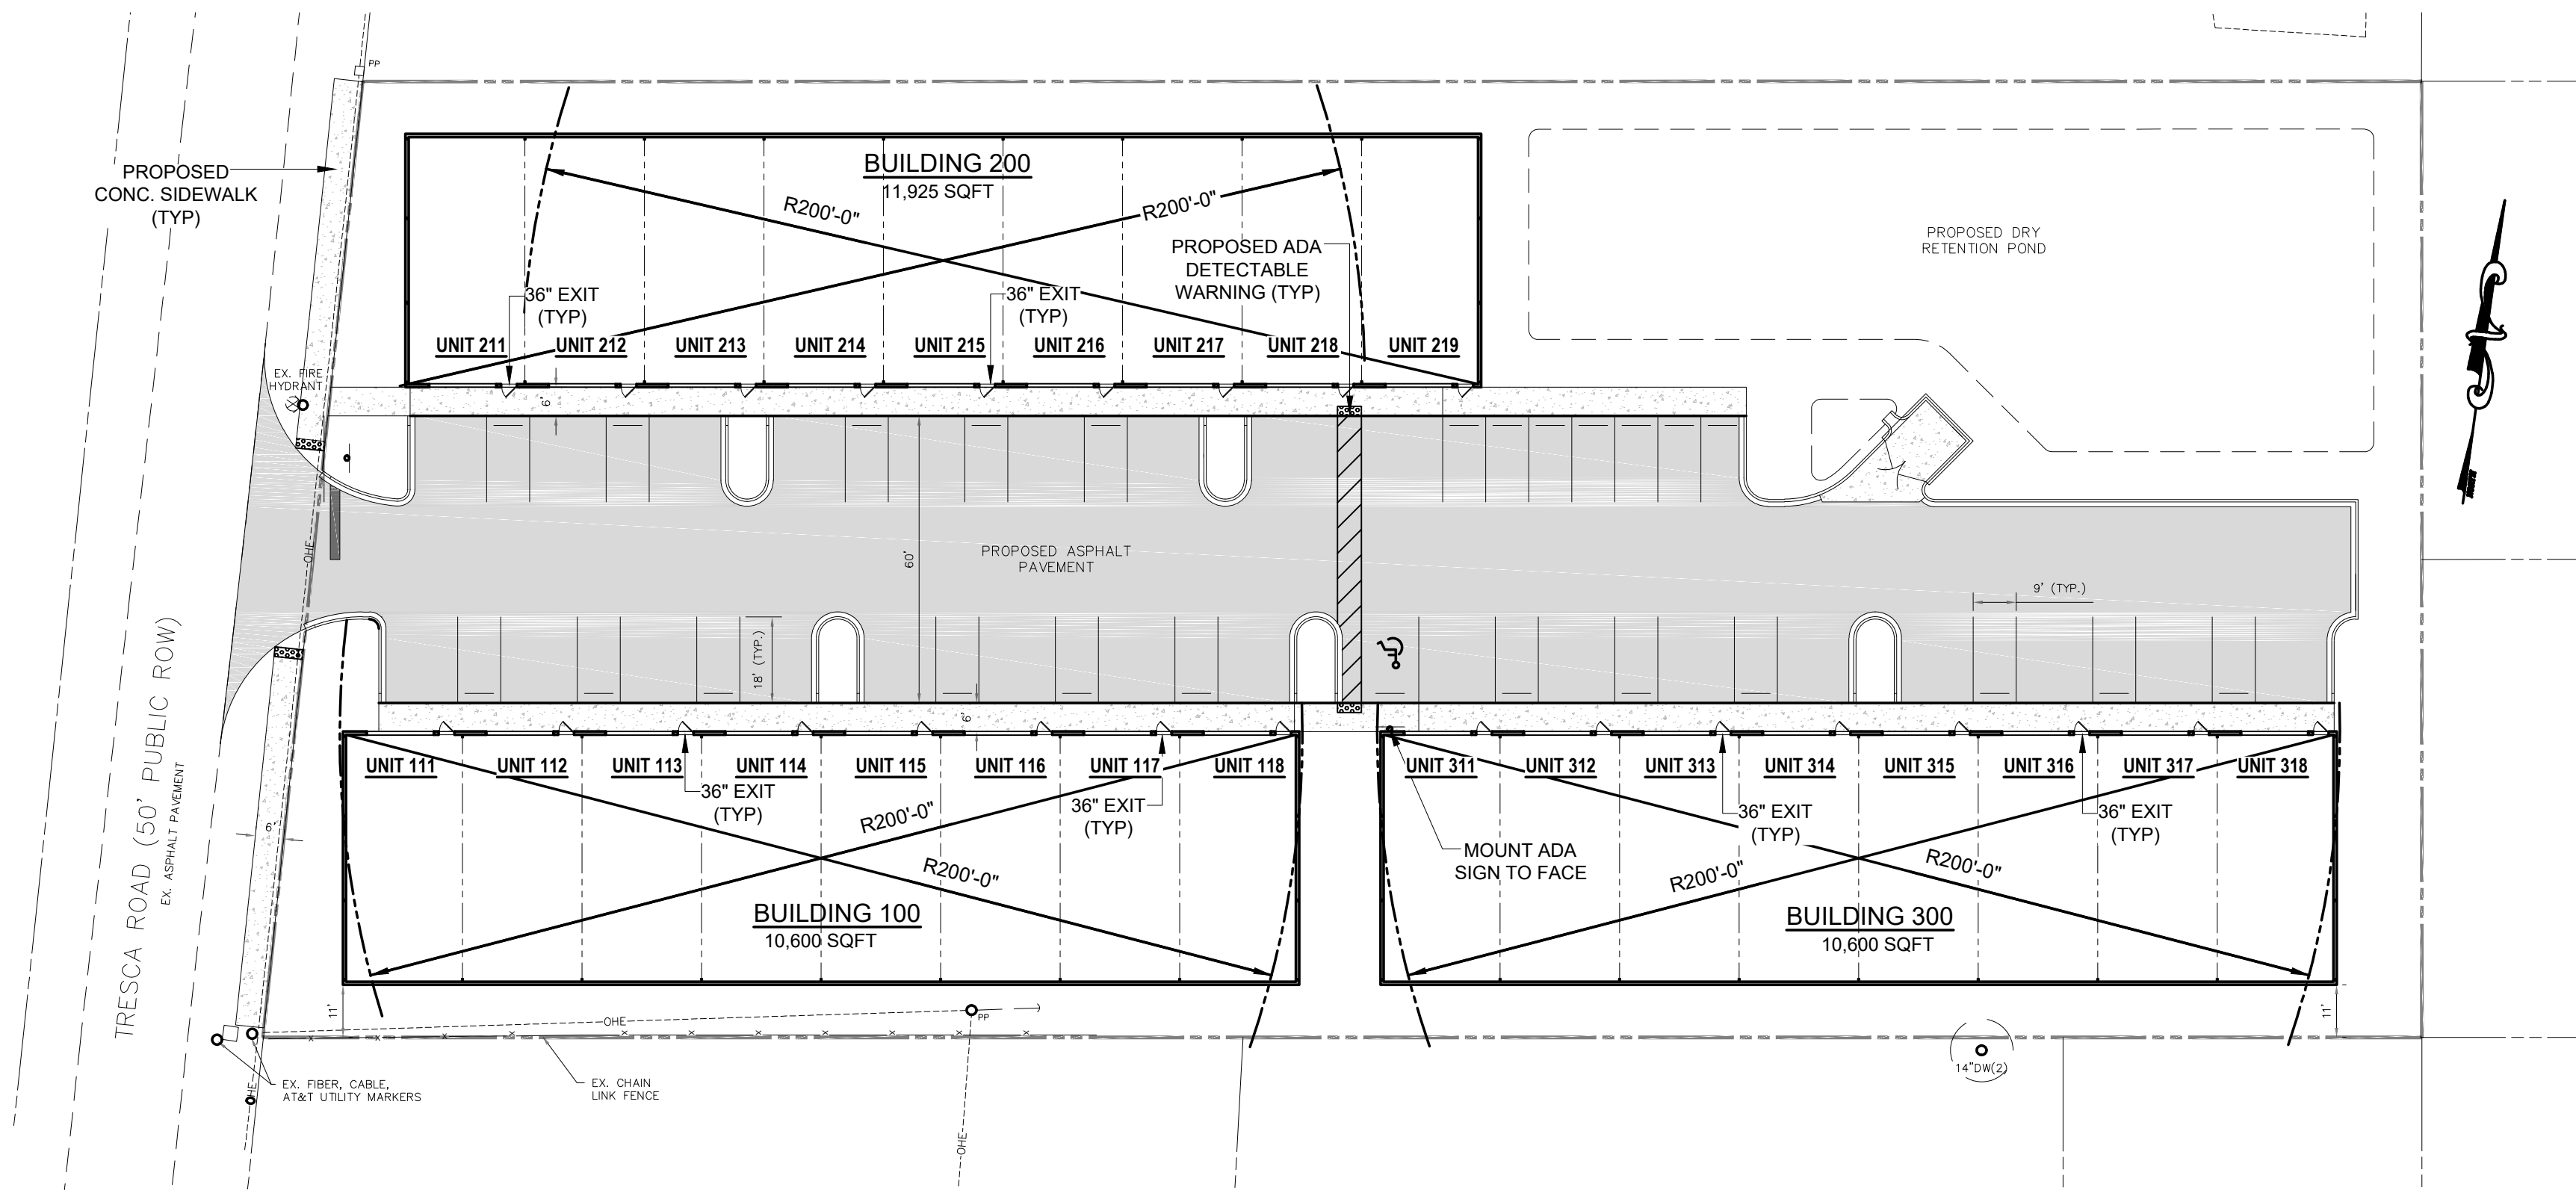 PP
PROPOSED
CONC. SIDEWALK
(TYP)
BUILDING 200
11,925 SQFT
R200'-0"
R200'-0"
PROPOSED ADA
DETECTABLE
WARNING (TYP)
36" EXIT
(TYP)
36" EXIT
(TYP)
UNIT 211
UNIT 212
UNIT 213
UNIT 214
UNIT 215
UNIT 216
UNIT 217
UNIT 218
UNIT 219
PROPOSED DRY
RETENTION POND
EX. FIRE
HYDRANT
6'
OHE
60'
PROPOSED ASPHALT
PAVEMENT
9' (TYP.)
18' (TYP.)
6'
TRESCA ROAD (50' PUBLIC ROW)
EX. ASPHALT PAVEMENT
6'
UNIT 111
UNIT 112
UNIT 113
UNIT 114
UNIT 115
UNIT 116
UNIT 117
UNIT 118
36" EXIT
(TYP)
36" EXIT
(TYP)
R200'-0"
R200'-0"
BUILDING 100
10,600 SQFT
UNIT 311
UNIT 312
UNIT 313
UNIT 314
UNIT 315
UNIT 316
UNIT 317
UNIT 318
36" EXIT
(TYP)
36" EXIT
(TYP)
MOUNT ADA
SIGN TO FACE
R200'-0"
R200'-0"
BUILDING 300
10,600 SQFT
11'
11'
OHE
PP
X X X X X X X X X X X
EX. FIBER, CABLE,
AT&T UTILITY MARKERS
EX. CHAIN
LINK FENCE
OHE
OHE
14"DW(2)